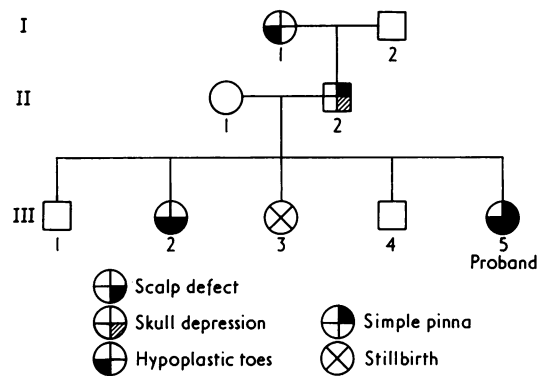 I
1 2
II
1 2
III
1 2 3 4 5
Proband
Scalp defect
Skull depression Simple pinna
Hypoplastic toes Stillbirth